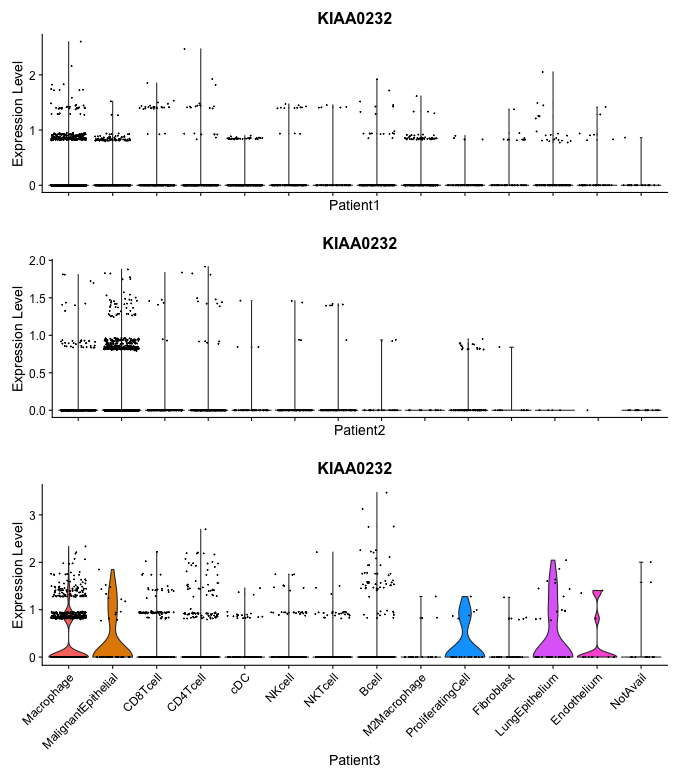 KIAA0232
Expression Level
2
1
0
Patient1
KIAA0232
Expression Level
2.0
1.5
1.0
0.5
0.0
Patient2
KIAA0232
Expression Level
3
2
1
0
Macrophage
MalignantEpithelial
CD8Tcell
CD4Tcell
cDC
NKcell
NKTcell
Bcell
M2Macrophage
ProliferatingCell
Fibroblast
LungEpithelium
Endothelium
NotAvail
Patient3